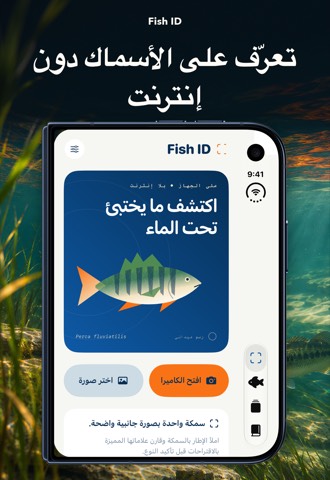 Fish ID
تعرّف على الأسماك دون
إنترنت
Fish ID
9:41
على الجهاز • بلا إنترنت
اكتشف ما يختبئ
تحت الماء
Perca fluviatilis
رسم ميداني
افتح الكاميرا
اختر صورة
سمكة واحدة بصورة جانبية واضحة.
املأ الإطار بالسمكة وقارن علاماتها المميزة
بالاقتراحات قبل تأكيد النوع.